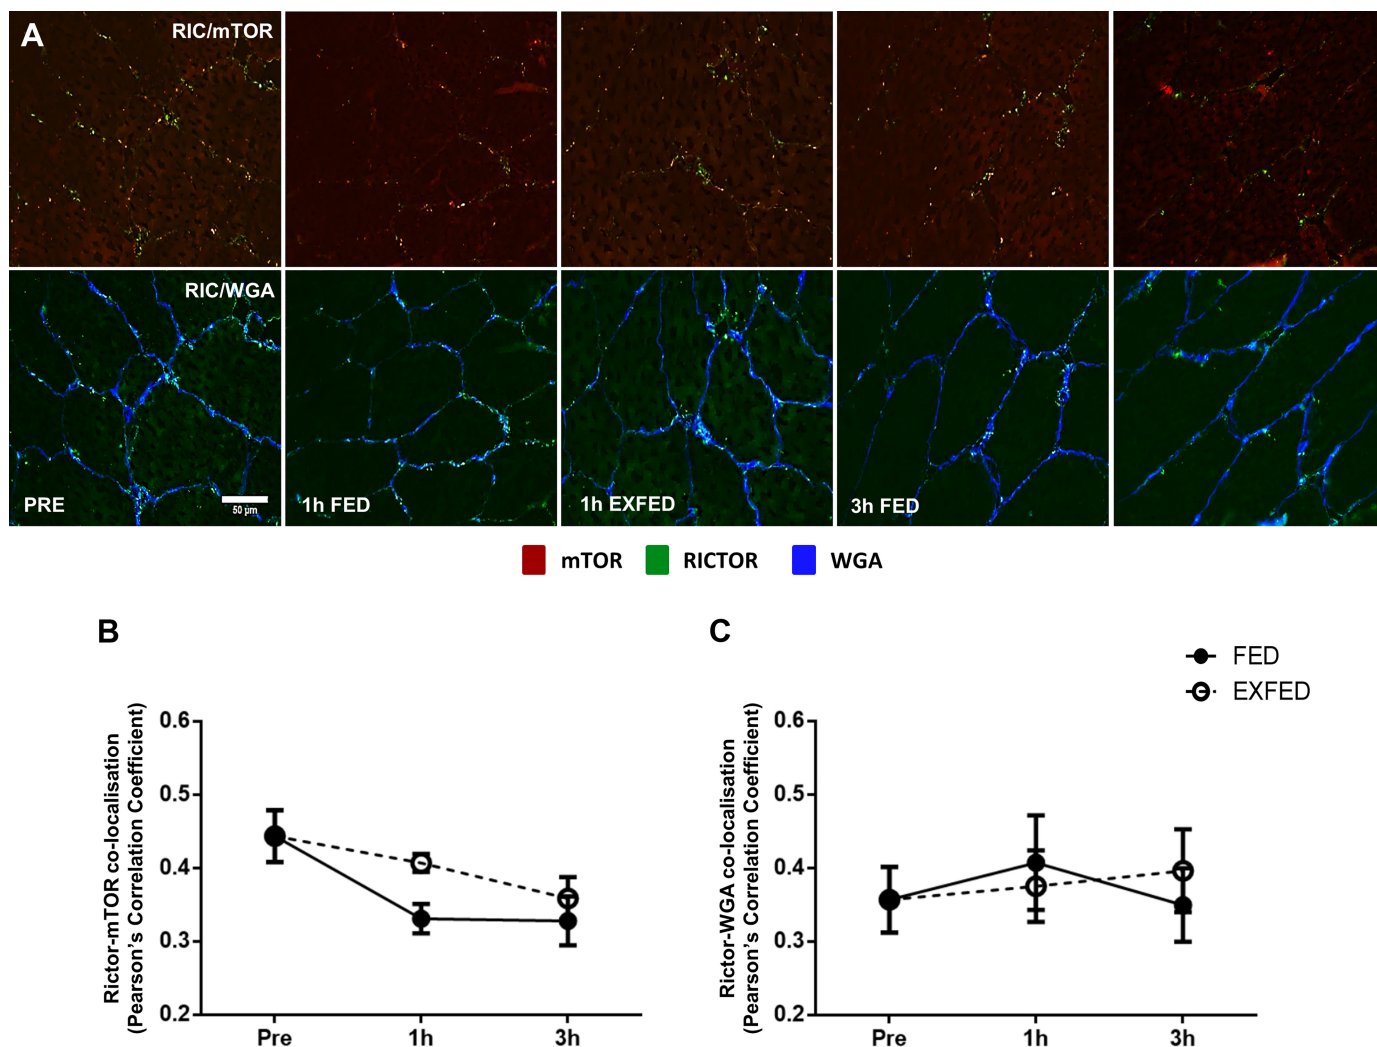 A
RIC/mTOR
RIC/WGA
PRE
50 µm
1h FED
1h EXFED
3h FED
mTOR
RICTOR
WGA
B
C
FED
EXFED
Rictor-mTOR co-localisation
(Pearson's Correlation Coefficient)
0.6
0.5
0.4
0.3
0.2
Pre
1h
3h
Rictor-WGA co-localisation
(Pearson's Correlation Coefficient)
0.6
0.5
0.4
0.3
0.2
Pre
1h
3h